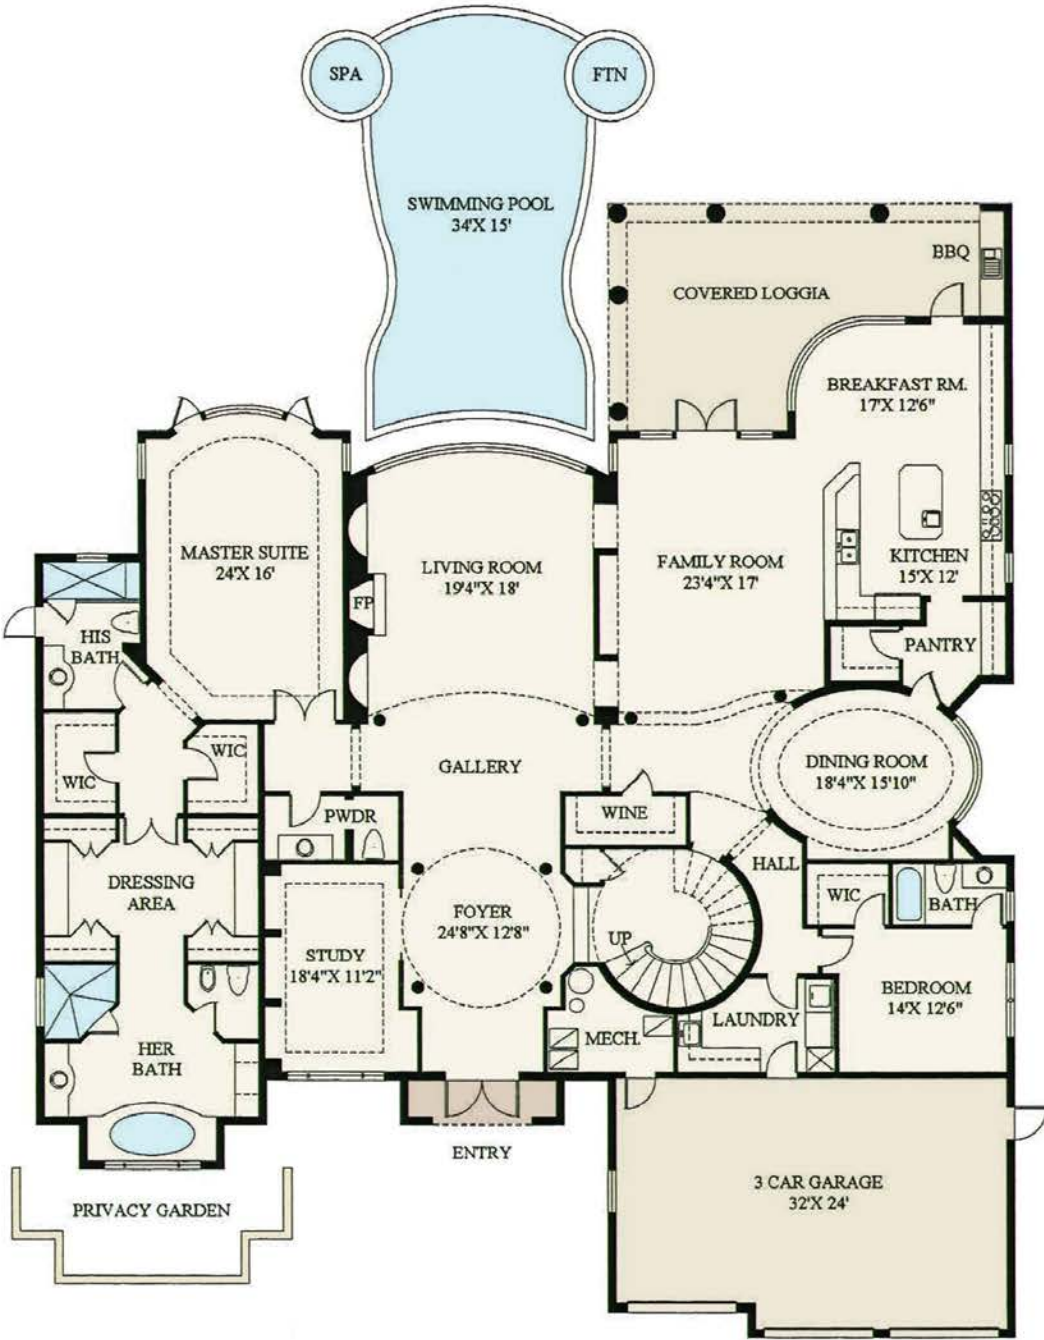 SPA
FTN
SWIMMING POOL
34'X 15'
BBQ
COVERED LOGGIA
BREAKFAST RM.
17'X 12'6"
MASTER SUITE
24'X 16'
LIVING ROOM
19'4"X 18'
FAMILY ROOM
23'4"X 17'
KITCHEN
15'X 12'
FP
HIS
BATH
PANTRY
WIC
WIC
GALLERY
DINING ROOM
18'4"X 15'10"
PWDR
WINE
HALL
DRESSING
AREA
WIC
BATH
FOYER
24'8"X 12'8"
UP
STUDY
18'4"X 11'2"
BEDROOM
14'X 12'6"
LAUNDRY
MECH.
HER
BATH
ENTRY
3 CAR GARAGE
32'X 24'
PRIVACY GARDEN